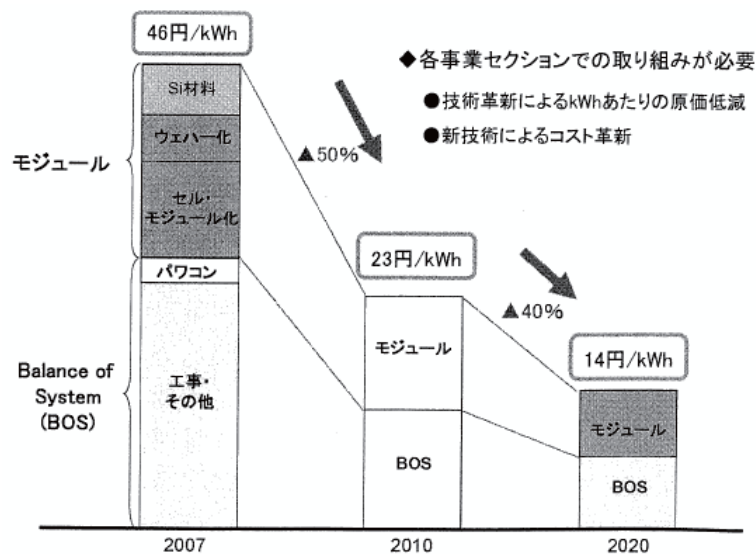 46円/kWh
◆各事業セクションでの取り組みが必要
●技術革新によるkWhあたりの原価低減
●新技術によるコスト革新
Si材料
ウェハー化
セル・
モジュール化
モジュール
▲50%
パワコン
23円/kWh
▲40%
モジュール
14円/kWh
Balance of
System
(BOS)
工事・
その他
モジュール
BOS
BOS
2007
2010
2020